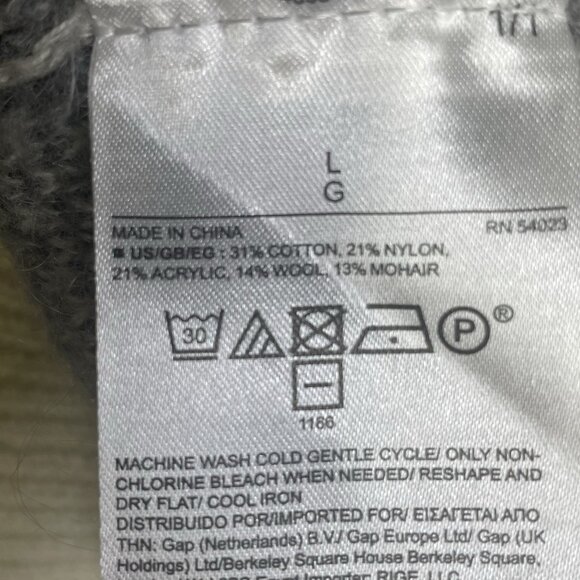 1/1
L
G
MADE IN CHINA RN 54023
US/GB/EG : 31% COTTON, 21% NYLON,
21% ACRYLIC, 14% WOOL, 13% MOHAIR
30 P ®
1166
MACHINE WASH COLD GENTLE CYCLE/ ONLY NON-
CHLORINE BLEACH WHEN NEEDED/ RESHAPE AND
DRY FLAT/ COOL IRON
DISTRIBUIDO POR/IMPORTED FOR/ ΕΙΣΑΓΕΤΑΙ ΑΠΟ
THN: Gap (Netherlands) B.V./ Gap Europe Ltd/ Gap (UK
Holdings) Ltd/Berkeley Square House Berkeley Square,